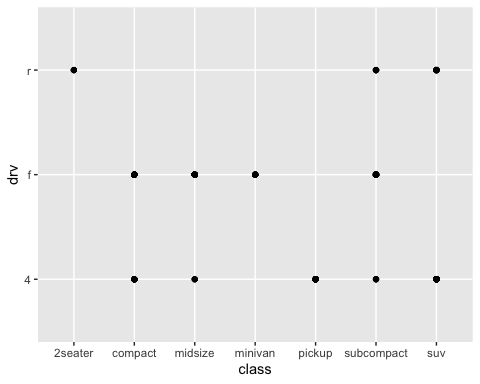 r
drv
f
4
2seater compact midsize minivan pickup subcompact suv
class